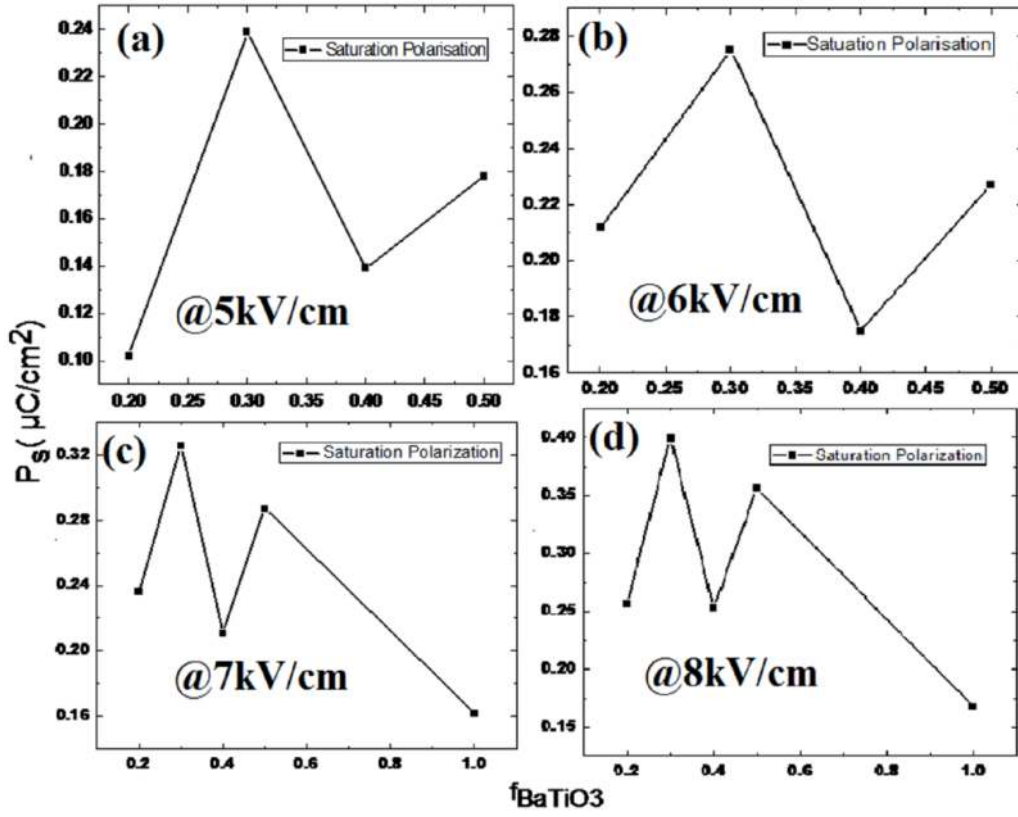 (a)
Saturation Polarisation
0.24
0.22
0.20
0.18
0.16
0.14
0.12
0.10
@5kV/cm
0.20 0.25 0.30 0.35 0.40 0.45 0.50
(b)
Satuation Polarisation
0.28
0.26
0.24
0.22
0.20
0.18
0.16
@6kV/cm
0.20 0.25 0.30 0.35 0.40 0.45 0.50
Ps( µC/cm2)
(c)
Saturation Polarization
0.32
0.28
0.24
0.20
0.16
@7kV/cm
0.2 0.4 0.6 0.8 1.0
(d)
Saturation Polarization
0.40
0.35
0.30
0.25
0.20
0.15
@8kV/cm
0.2 0.4 0.6 0.8 1.0
fBaTiO3